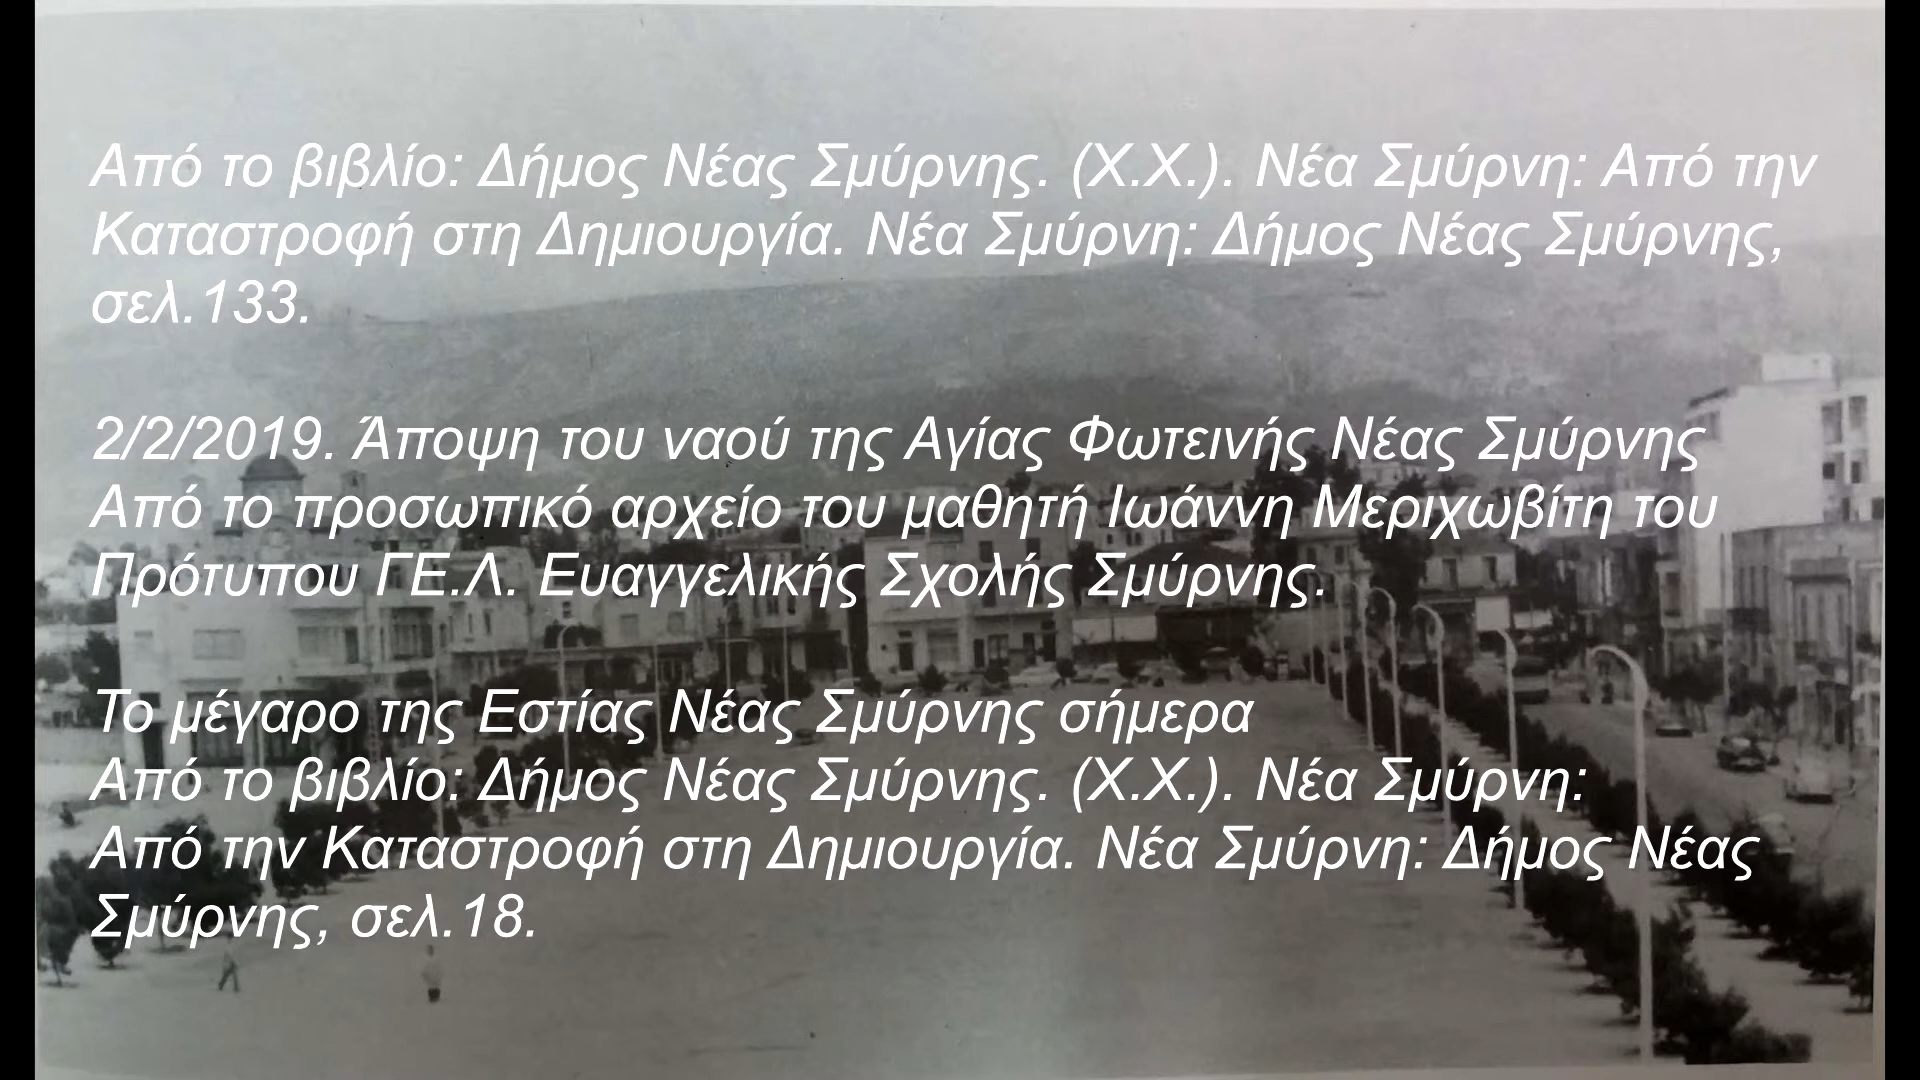 Από το βιβλίο: Δήμος Νέας Σμύρνης. (Χ.Χ.). Νέα Σμύρνη: Από την
Καταστροφή στη Δημιουργία. Νέα Σμύρνη: Δήμος Νέας Σμύρνης,
σελ.133.
2/2/2019. Άποψη του ναού της Αγίας Φωτεινής Νέας Σμύρνης
Από το προσωπικό αρχείο του μαθητή Ιωάννη Μεριχωβίτη του
Πρότυπου ΓΕ.Λ. Ευαγγελικής Σχολής Σμύρνης.
Το μέγαρο της Εστίας Νέας Σμύρνης σήμερα
Από το βιβλίο: Δήμος Νέας Σμύρνης. (Χ.Χ.). Νέα Σμύρνη:
Από την Καταστροφή στη Δημιουργία. Νέα Σμύρνη: Δήμος Νέας
Σμύρνης, σελ.18.